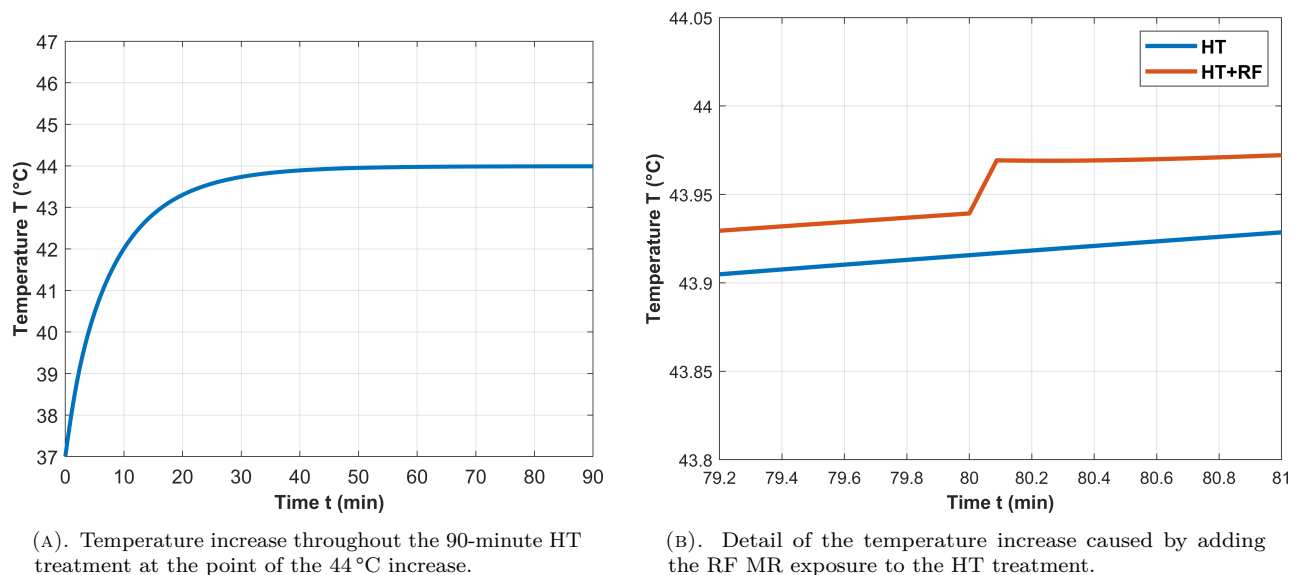 47
46
45
44
43
42
41
40
39
38
37
Temperature T (°C)
0 10 20 30 40 50 60 70 80 90
Time t (min)
(A). Temperature increase throughout the 90-minute HT
treatment at the point of the 44 °C increase.
44.05
44
43.95
43.9
43.85
43.8
Temperature T (°C)
HT
HT+RF
79.2 79.4 79.6 79.8 80 80.2 80.4 80.6 80.8 81
Time t (min)
(B). Detail of the temperature increase caused by adding
the RF MR exposure to the HT treatment.